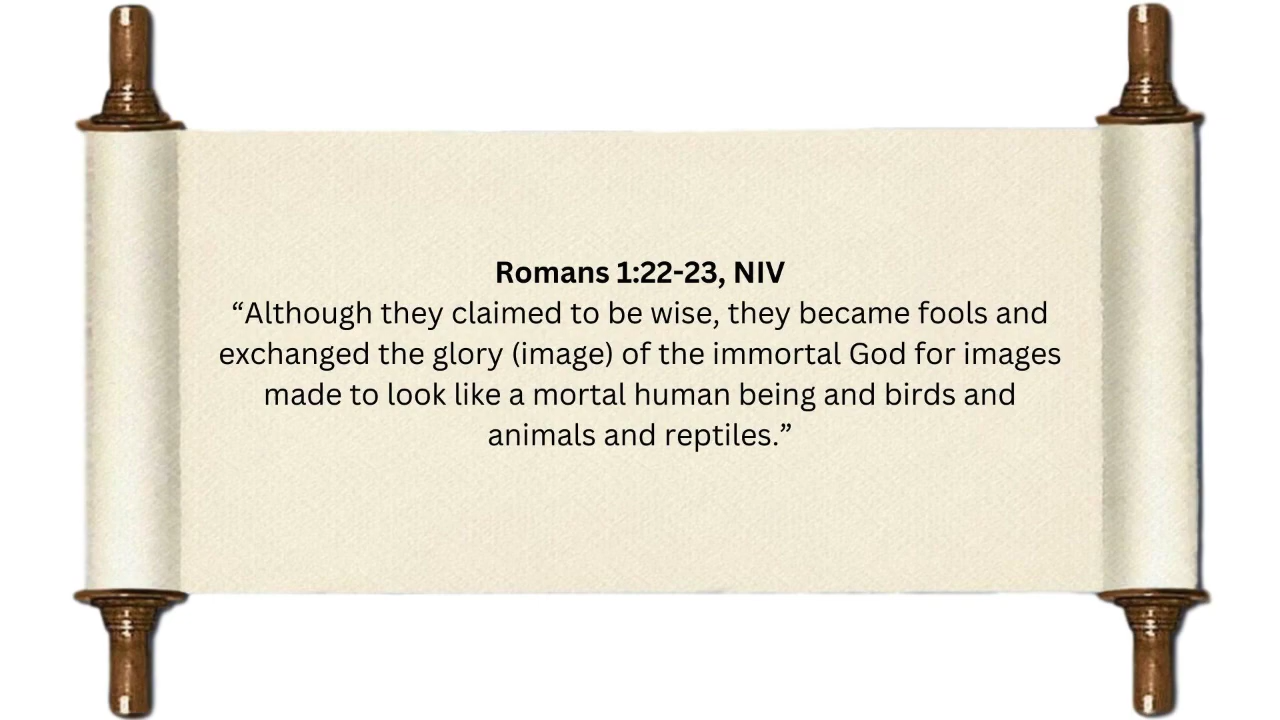 Romans 1:22-23, NIV
“Although they claimed to be wise, they became fools and
exchanged the glory (image) of the immortal God for images
made to look like a mortal human being and birds and
animals and reptiles.”